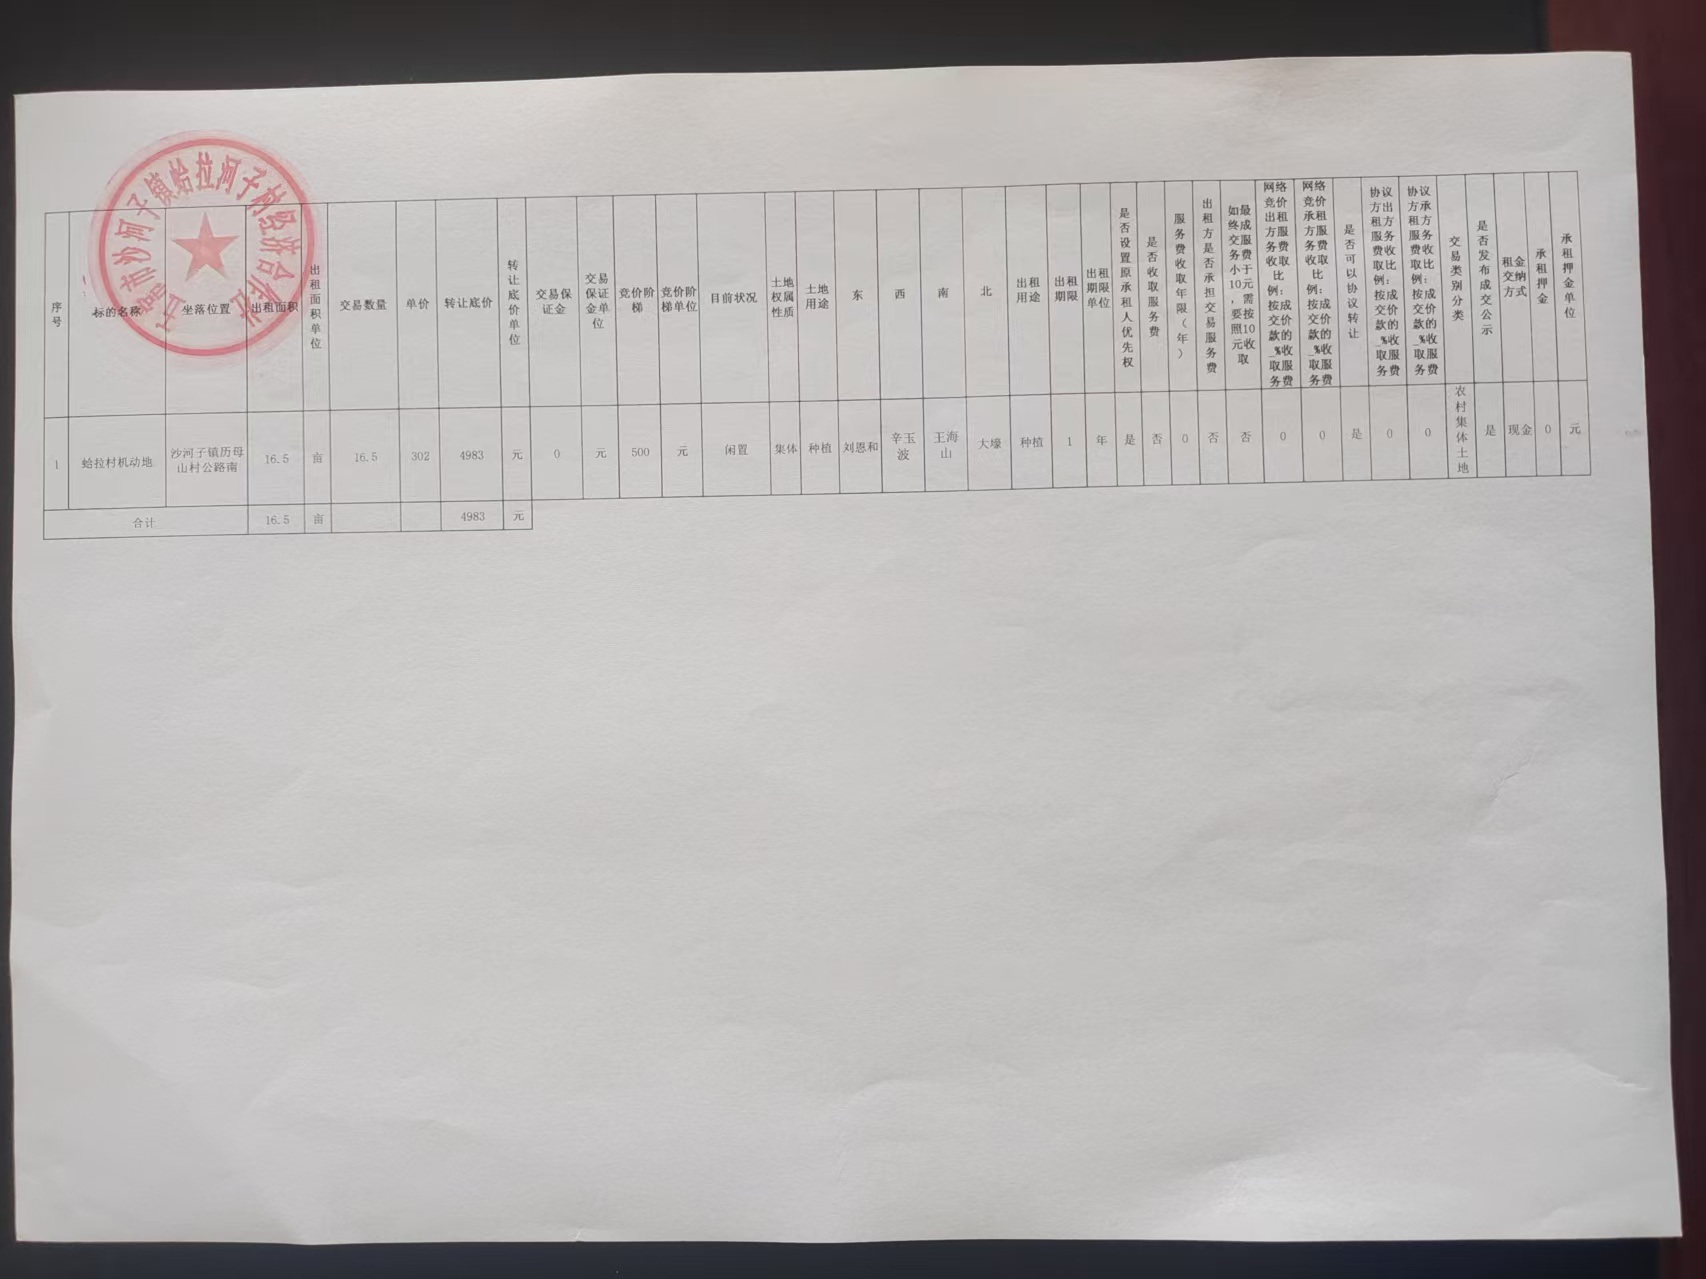 市沙河子镇蛤拉河子村经济合作社
序号 标的名称 坐落位置 出租面积 出租面积单位 交易数量 单价 转让底价 转让底价单位 交易保证金 交易保证金单位 竞价阶梯 竞价阶梯单位 目前状况 土地权属性质 土地用途 东 西 南 北 出租用途 出租期限 出租期限单位 是否设置原承租人优先权 是否收取服务费 服务费收取年限（年） 出租方是否承担交易服务费 如最终成交服务费小于10元，需要按照10元收取 网络竞价出租方服务费收取比例：按成交价款的_%收取服务费 网络竞价承租方服务费收取比例：按成交价款的_%收取服务费 是否可以协议转让 协议出租方服务费收取比例：按成交价款的_%收取服务费 协议承租方服务费收取比例：按成交价款的_%收取服务费 交易类别分类 是否发布成交公示 租金交纳方式 承租押金 承租押金单位
1 蛤拉村机动地 沙河子镇历母山村公路南 16.5 亩 16.5 302 4983 元 0 元 500 元 闲置 集体 种植 刘恩和 辛玉波 王海山 大壕 种植 1 年 是 否 0 否 否 0 0 是 0 0 农村集体土地 是 现金 0 元
合计 16.5 亩 4983 元